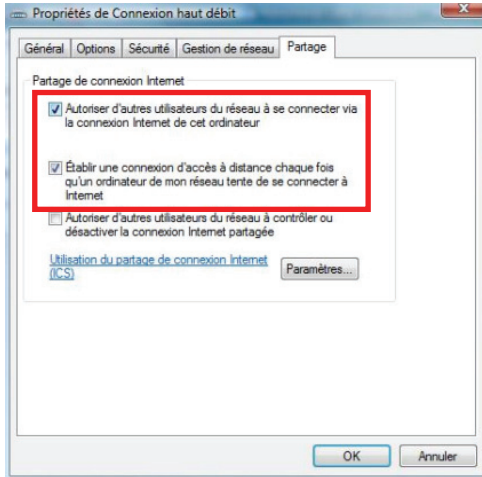 Propriétés de Connexion haut débit
Général Options Sécurité Gestion de réseau Partage
Partage de connexion Internet
Autoriser d'autres utilisateurs du réseau à se connecter via
la connexion Internet de cet ordinateur
Établir une connexion d'accès à distance chaque fois
qu'un ordinateur de mon réseau tente de se connecter à
Internet
Autoriser d'autres utilisateurs du réseau à contrôler ou
désactiver la connexion Internet partagée
Utilisation du partage de connexion Internet
(ICS)
Paramètres...
OK Annuler